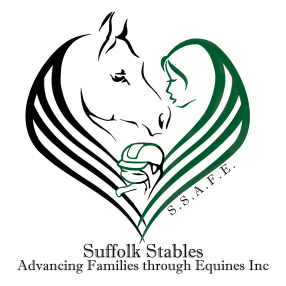 S.S.A.F.E.
Suffolk Stables
Advancing Families through Equines Inc